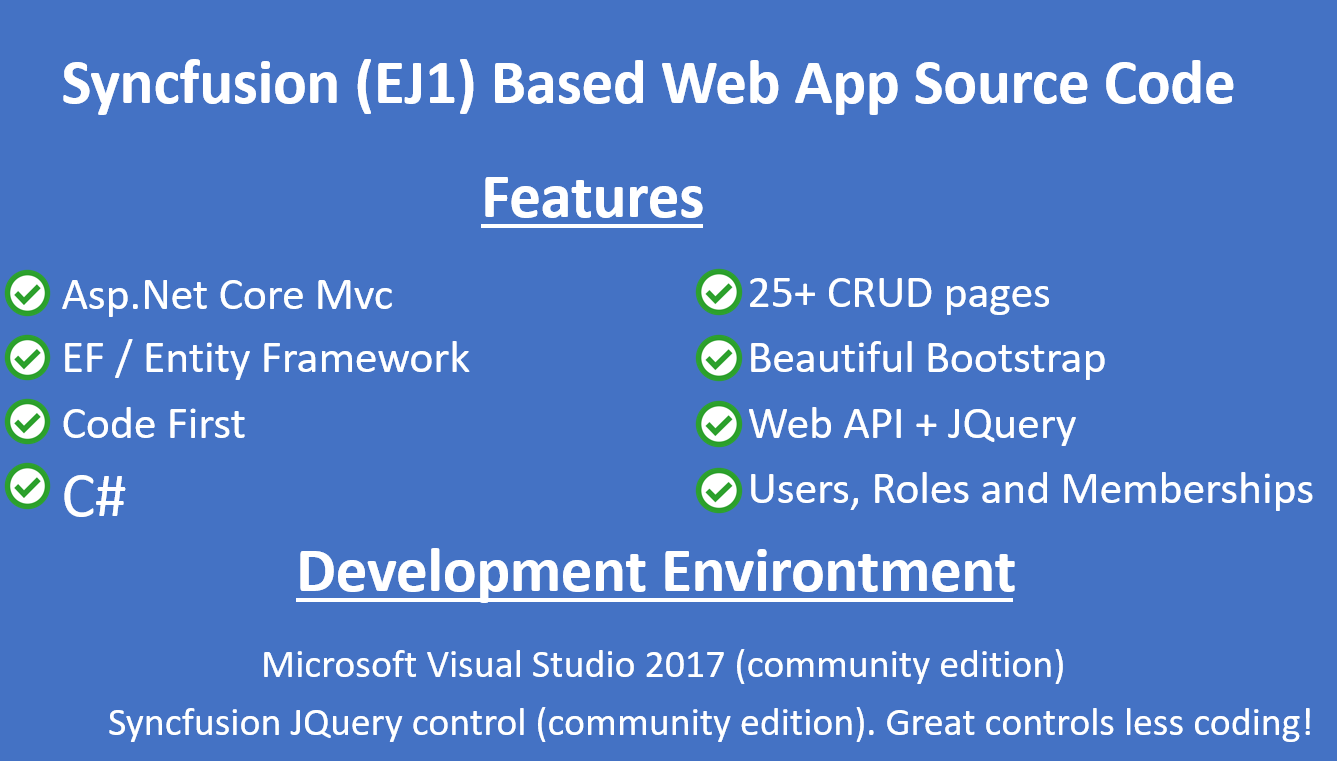 Syncfusion (EJ1) Based Web App Source Code
Features
Asp.Net Core Mvc
EF / Entity Framework
Code First
C#
25+ CRUD pages
Beautiful Bootstrap
Web API + JQuery
Users, Roles and Memberships
Development Environtment
Microsoft Visual Studio 2017 (community edition)
Syncfusion JQuery control (community edition). Great controls less coding!